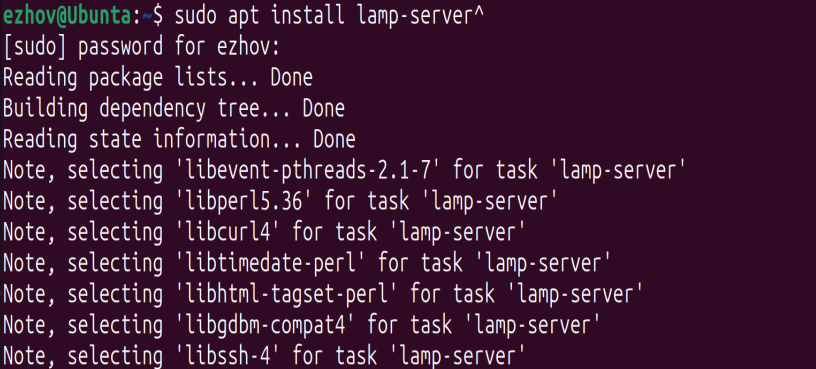 ezhov@Ubunta:~$ sudo apt install lamp-server^
[sudo] password for ezhov:
Reading package lists... Done
Building dependency tree... Done
Reading state information... Done
Note, selecting 'libevent-pthreads-2.1-7' for task 'lamp-server'
Note, selecting 'libperl5.36' for task 'lamp-server'
Note, selecting 'libcurl4' for task 'lamp-server'
Note, selecting 'libtimedate-perl' for task 'lamp-server'
Note, selecting 'libhtml-tagset-perl' for task 'lamp-server'
Note, selecting 'libgdbm-compat4' for task 'lamp-server'
Note, selecting 'libssh-4' for task 'lamp-server'